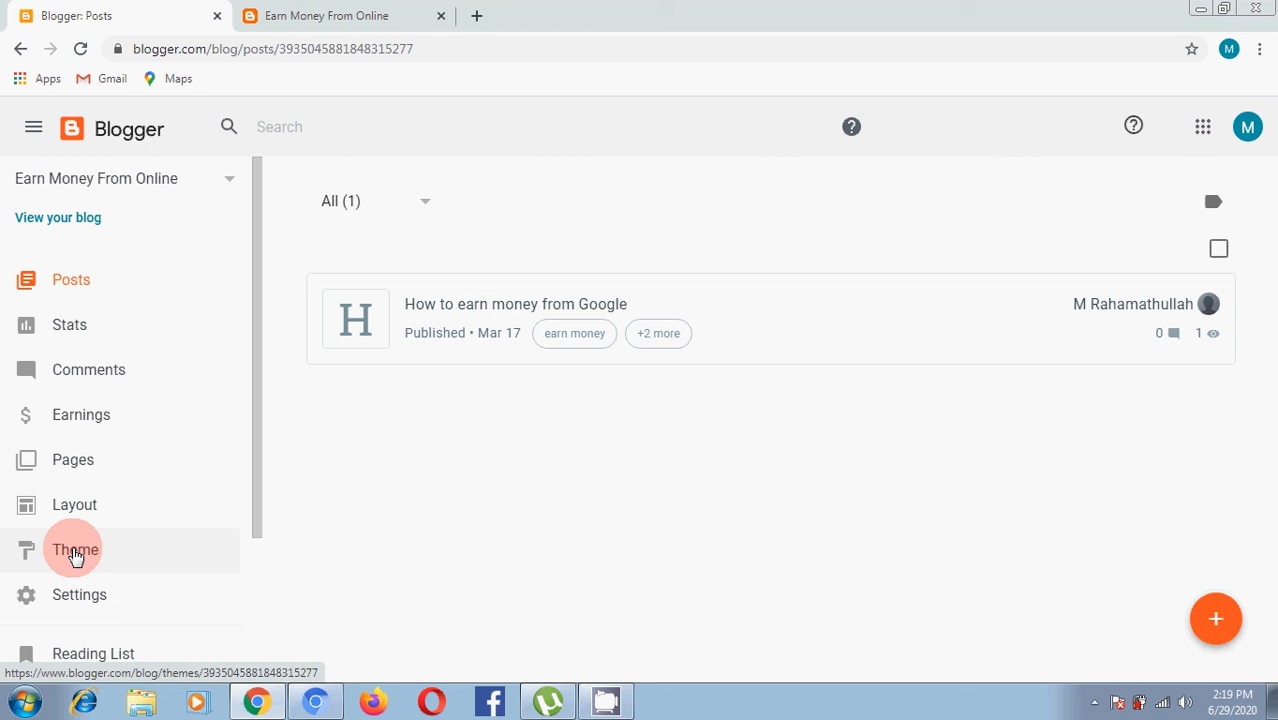 Blogger: Posts
Earn Money From Online
blogger.com/blog/posts/3935045881848315277
M
Apps
Gmail
Maps
Blogger
Search
M
Earn Money From Online
View your blog
All (1)
Posts
Stats
Comments
Earnings
Pages
Layout
Theme
Settings
Reading List
H
How to earn money from Google
M Rahamathullah
Published • Mar 17
earn money
+2 more
0
1
https://www.blogger.com/blog/themes/3935045881848315277
2:19 PM
6/29/2020